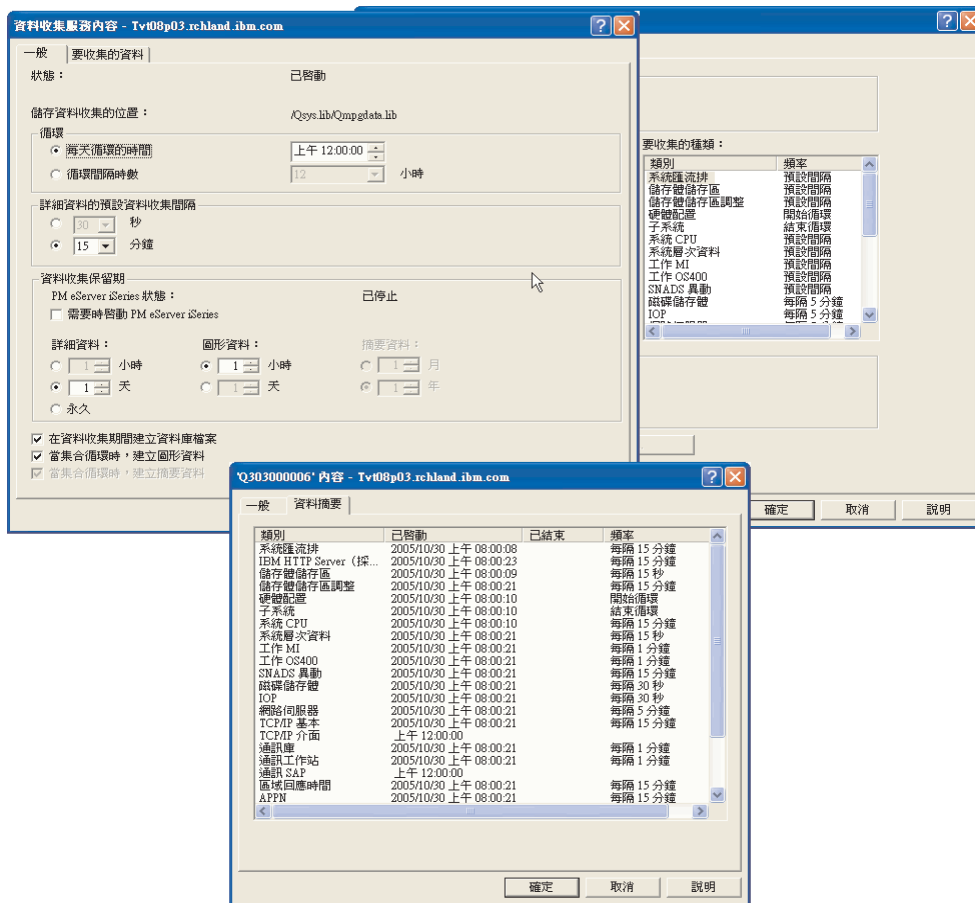 資料收集服務內容 - Tvt08p03.rchland.ibm.com
一般 要收集的資料
狀態： 已啓動
儲存資料收集的位置： /Qsys.lib/Qmpgdata.lib
循環
每天循環的時間 上午 12:00:00
循環間隔時數 12 小時
詳細資料的預設資料收集間隔
30 秒
15 分鐘
資料收集保留期
PM eServer iSeries 狀態： 已停止
需要時啓動 PM eServer iSeries
詳細資料： 圖形資料： 摘要資料：
1 小時 1 小時 1 月
1 天 1 天 1 年
永久
在資料收集期間建立資料庫檔案
當集合循環時，建立圖形資料
當集合循環時，建立摘要資料
要收集的種類：
類別 頻率
系統匯流排 預設間隔
儲存體儲存區 預設間隔
儲存體儲存區調整 預設間隔
硬體配置 開始循環
子系統 結束循環
系統 CPU 預設間隔
系統層次資料 預設間隔
工作 MI 預設間隔
工作 OS400 預設間隔
SNADS 異動 預設間隔
磁碟儲存體 每隔 5 分鐘
IOP 每隔 5 分鐘
確定 取消 說明
'Q303000006' 內容 - Tvt08p03.rchland.ibm.com
一般 資料摘要
類別 已啓動 已結束 頻率
系統匯流排 2005/10/30 上午 08:00:08 每隔 15 分鐘
IBM HTTP Server（採... 2005/10/30 上午 08:00:23 每隔 15 分鐘
儲存體儲存區 2005/10/30 上午 08:00:09 每隔 15 秒
儲存體儲存區調整 2005/10/30 上午 08:00:21 每隔 15 分鐘
硬體配置 2005/10/30 上午 08:00:10 開始循環
子系統 2005/10/30 上午 08:00:10 結束循環
系統 CPU 2005/10/30 上午 08:00:10 每隔 15 分鐘
系統層次資料 2005/10/30 上午 08:00:21 每隔 15 秒
工作 MI 2005/10/30 上午 08:00:21 每隔 1 分鐘
工作 OS400 2005/10/30 上午 08:00:21 每隔 1 分鐘
SNADS 異動 2005/10/30 上午 08:00:21 每隔 15 分鐘
磁碟儲存體 2005/10/30 上午 08:00:21 每隔 30 秒
IOP 2005/10/30 上午 08:00:21 每隔 30 秒
網路伺服器 2005/10/30 上午 08:00:21 每隔 5 分鐘
TCP/IP 基本 2005/10/30 上午 08:00:21 每隔 15 分鐘
TCP/IP 介面 上午 12:00:00
通訊庫 2005/10/30 上午 08:00:21 每隔 1 分鐘
通訊工作站 2005/10/30 上午 08:00:21 每隔 1 分鐘
通訊 SAP 上午 12:00:00
區域回應時間 2005/10/30 上午 08:00:21 每隔 15 分鐘
APPN 2005/10/30 上午 08:00:21 每隔 15 分鐘
確定 取消 說明